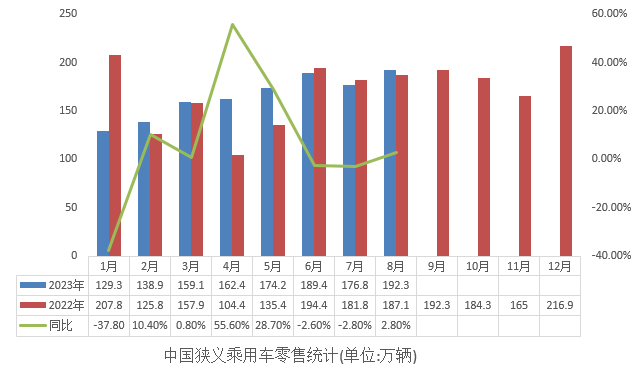 250 60.00%
200 40.00%
150 20.00%
100 0.00%
50 -20.00%
0 -40.00%
1月 2月 3月 4月 5月 6月 7月 8月 9月 10月 11月 12月
2023年 129.3 138.9 159.1 162.4 174.2 189.4 176.8 192.3
2022年 207.8 125.8 157.9 104.4 135.4 194.4 181.8 187.1 192.3 184.3 165 216.9
同比 -37.80 10.40% 0.80% 55.60% 28.70% -2.60% -2.80% 2.80%
中国狭义乘用车零售统计(单位:万辆)